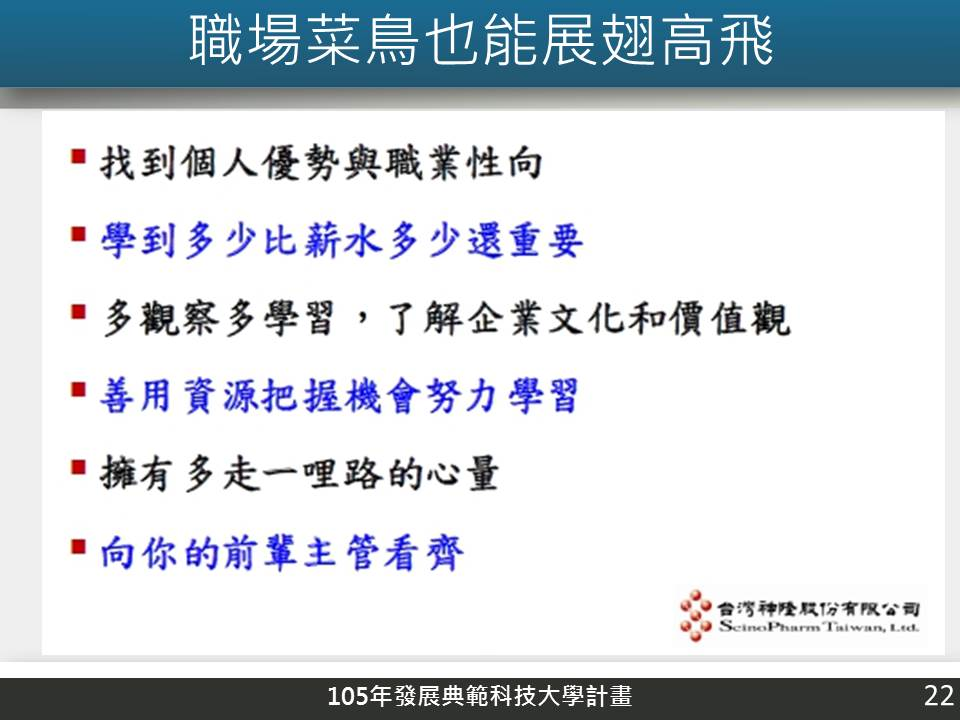 職場菜鳥也能展翅高飛
▪ 找到個人優勢與職業性向
▪ 學到多少比薪水多少還重要
▪ 多觀察多學習，了解企業文化和價值觀
▪ 善用資源把握機會努力學習
▪ 擁有多走一哩路的心量
▪ 向你的前輩主管看齊
台灣神隆股份有限公司
ScinoPharm Taiwan, Ltd.
105年發展典範科技大學計畫
22